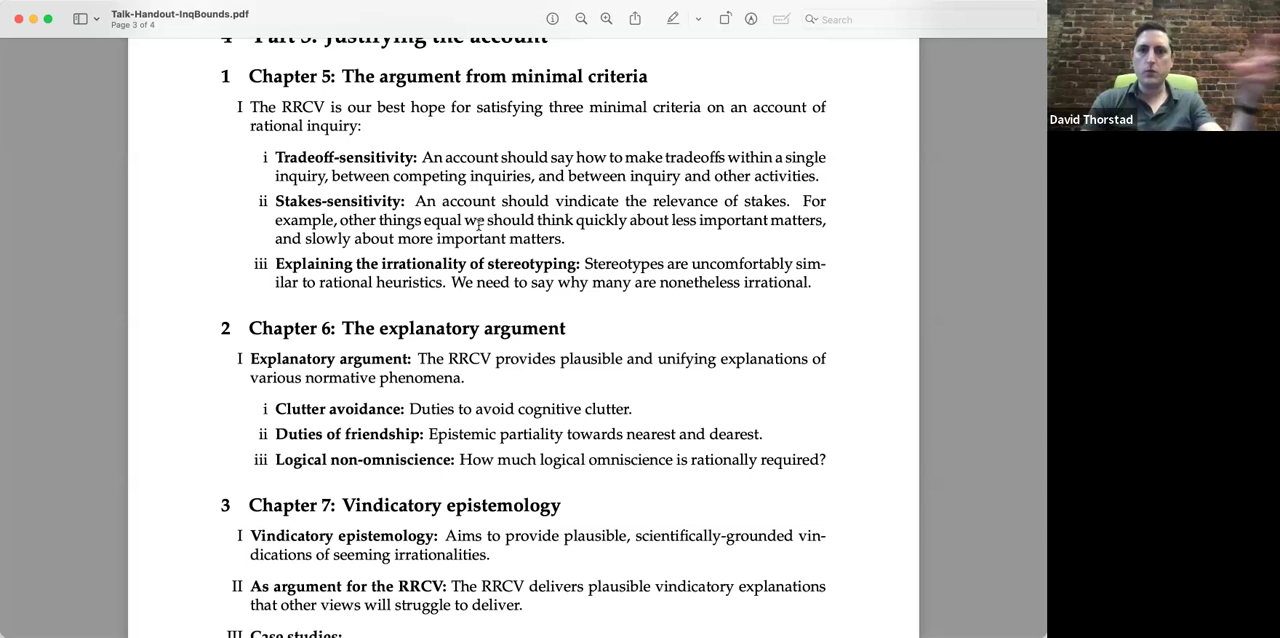 Talk-Handout-InqBounds.pdf
Page 3 of 4
Search
David Thorstad
4 Part 3: Justifying the account
1 Chapter 5: The argument from minimal criteria
I The RRCV is our best hope for satisfying three minimal criteria on an account of
rational inquiry:
i Tradeoff-sensitivity: An account should say how to make tradeoffs within a single
inquiry, between competing inquiries, and between inquiry and other activities.
ii Stakes-sensitivity: An account should vindicate the relevance of stakes. For
example, other things equal we should think quickly about less important matters,
and slowly about more important matters.
iii Explaining the irrationality of stereotyping: Stereotypes are uncomfortably sim-
ilar to rational heuristics. We need to say why many are nonetheless irrational.
2 Chapter 6: The explanatory argument
I Explanatory argument: The RRCV provides plausible and unifying explanations of
various normative phenomena.
i Clutter avoidance: Duties to avoid cognitive clutter.
ii Duties of friendship: Epistemic partiality towards nearest and dearest.
iii Logical non-omniscience: How much logical omniscience is rationally required?
3 Chapter 7: Vindicatory epistemology
I Vindicatory epistemology: Aims to provide plausible, scientifically-grounded vin-
dications of seeming irrationalities.
II As argument for the RRCV: The RRCV delivers plausible vindicatory explanations
that other views will struggle to deliver.
III Case studies: